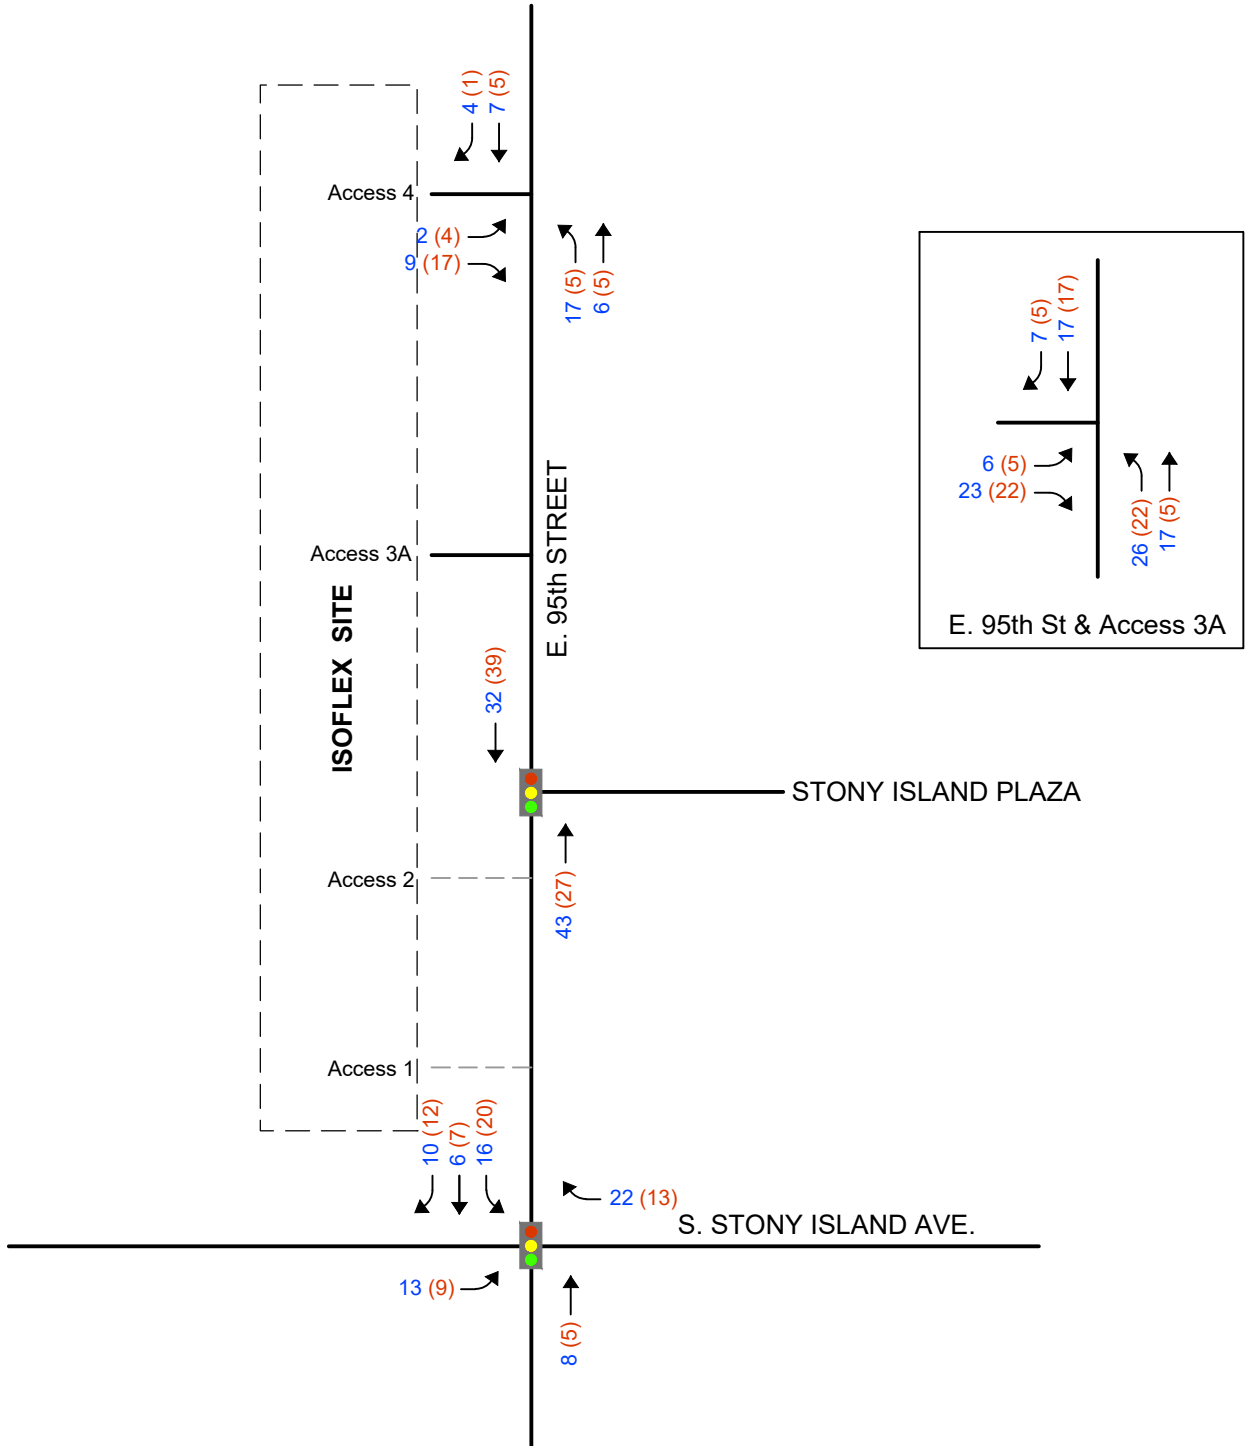 4 (1)
7 (5)
Access 4
2 (4)
9 (17)
17 (5)
6 (5)
7 (5)
17 (17)
6 (5)
23 (22)
26 (22)
17 (5)
E. 95th St & Access 3A
Access 3A
E. 95th STREET
ISOFLEX SITE
32 (39)
STONY ISLAND PLAZA
Access 2
43 (27)
Access 1
10 (12)
6 (7)
16 (20)
22 (13)
S. STONY ISLAND AVE.
13 (9)
8 (5)